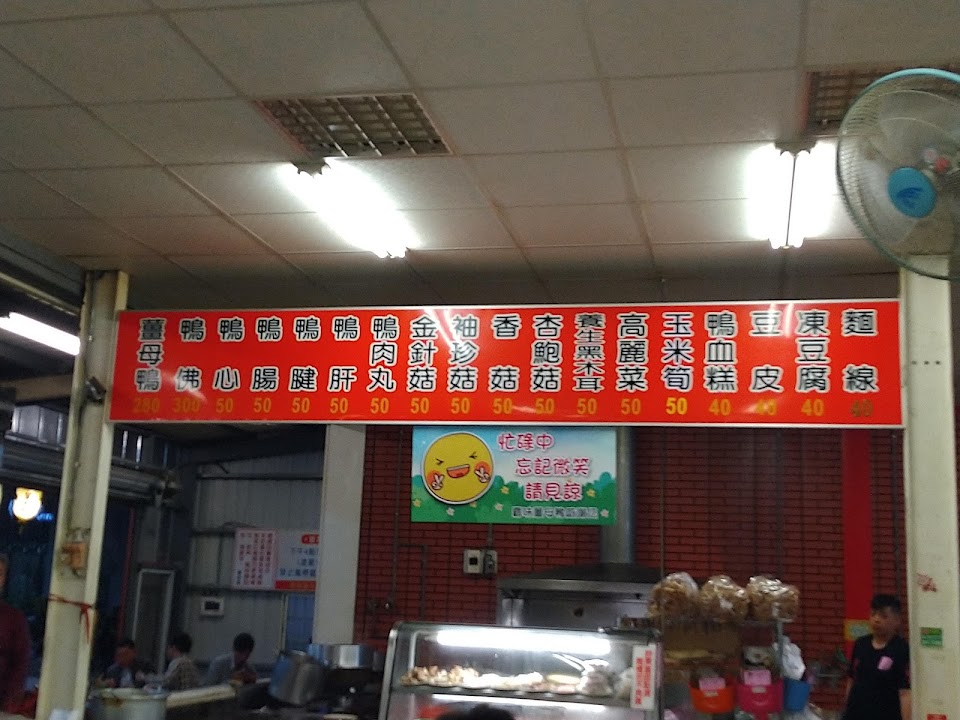 薑母鴨 280
鴨佛 300
鴨心 50
鴨腸 50
鴨腱 50
鴨肝 50
鴨肉丸 50
金針菇 50
袖珍菇 50
香菇 50
杏鮑菇 50
養生黑木耳 50
高麗菜 50
玉米筍 50
鴨血糕 40
豆皮 40
凍豆腐 40
麵線 40
忙碌中
忘記微笑
請見諒